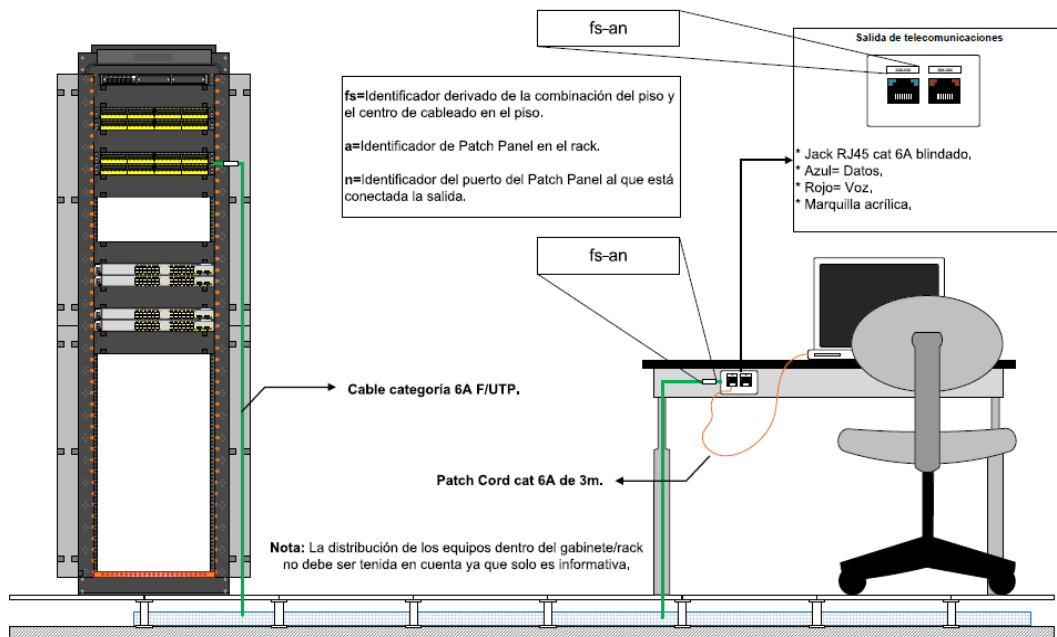 fs-an
Salida de telecomunicaciones
fs=Identificador derivado de la combinación del piso y
el centro de cableado en el piso.
a=Identificador de Patch Panel en el rack.
n=Identificador del puerto del Patch Panel al que está
conectada la salida.
* Jack RJ45 cat 6A blindado,
* Azul= Datos,
* Rojo= Voz,
* Marquilla acrílica,
fs-an
Cable categoría 6A F/UTP.
Patch Cord cat 6A de 3m.
Nota: La distribución de los equipos dentro del gabinete/rack
no debe ser tenida en cuenta ya que solo es informativa,